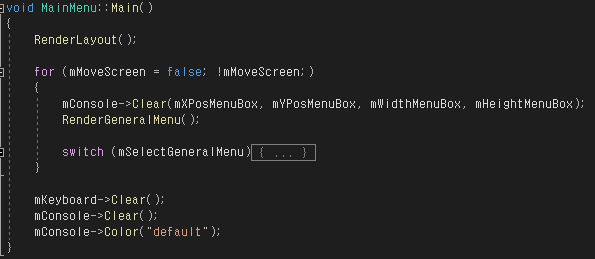 void MainMenu::Main()
{
    RenderLayout();

    for (mMoveScreen = false; !mMoveScreen;)
    {
        mConsole->Clear(mXPosMenuBox, mYPosMenuBox, mWidthMenuBox, mHeightMenuBox);
        RenderGeneralMenu();

        switch (mSelectGeneralMenu){ ... }
    }

    mKeyboard->Clear();
    mConsole->Clear();
    mConsole->Color("default");
}